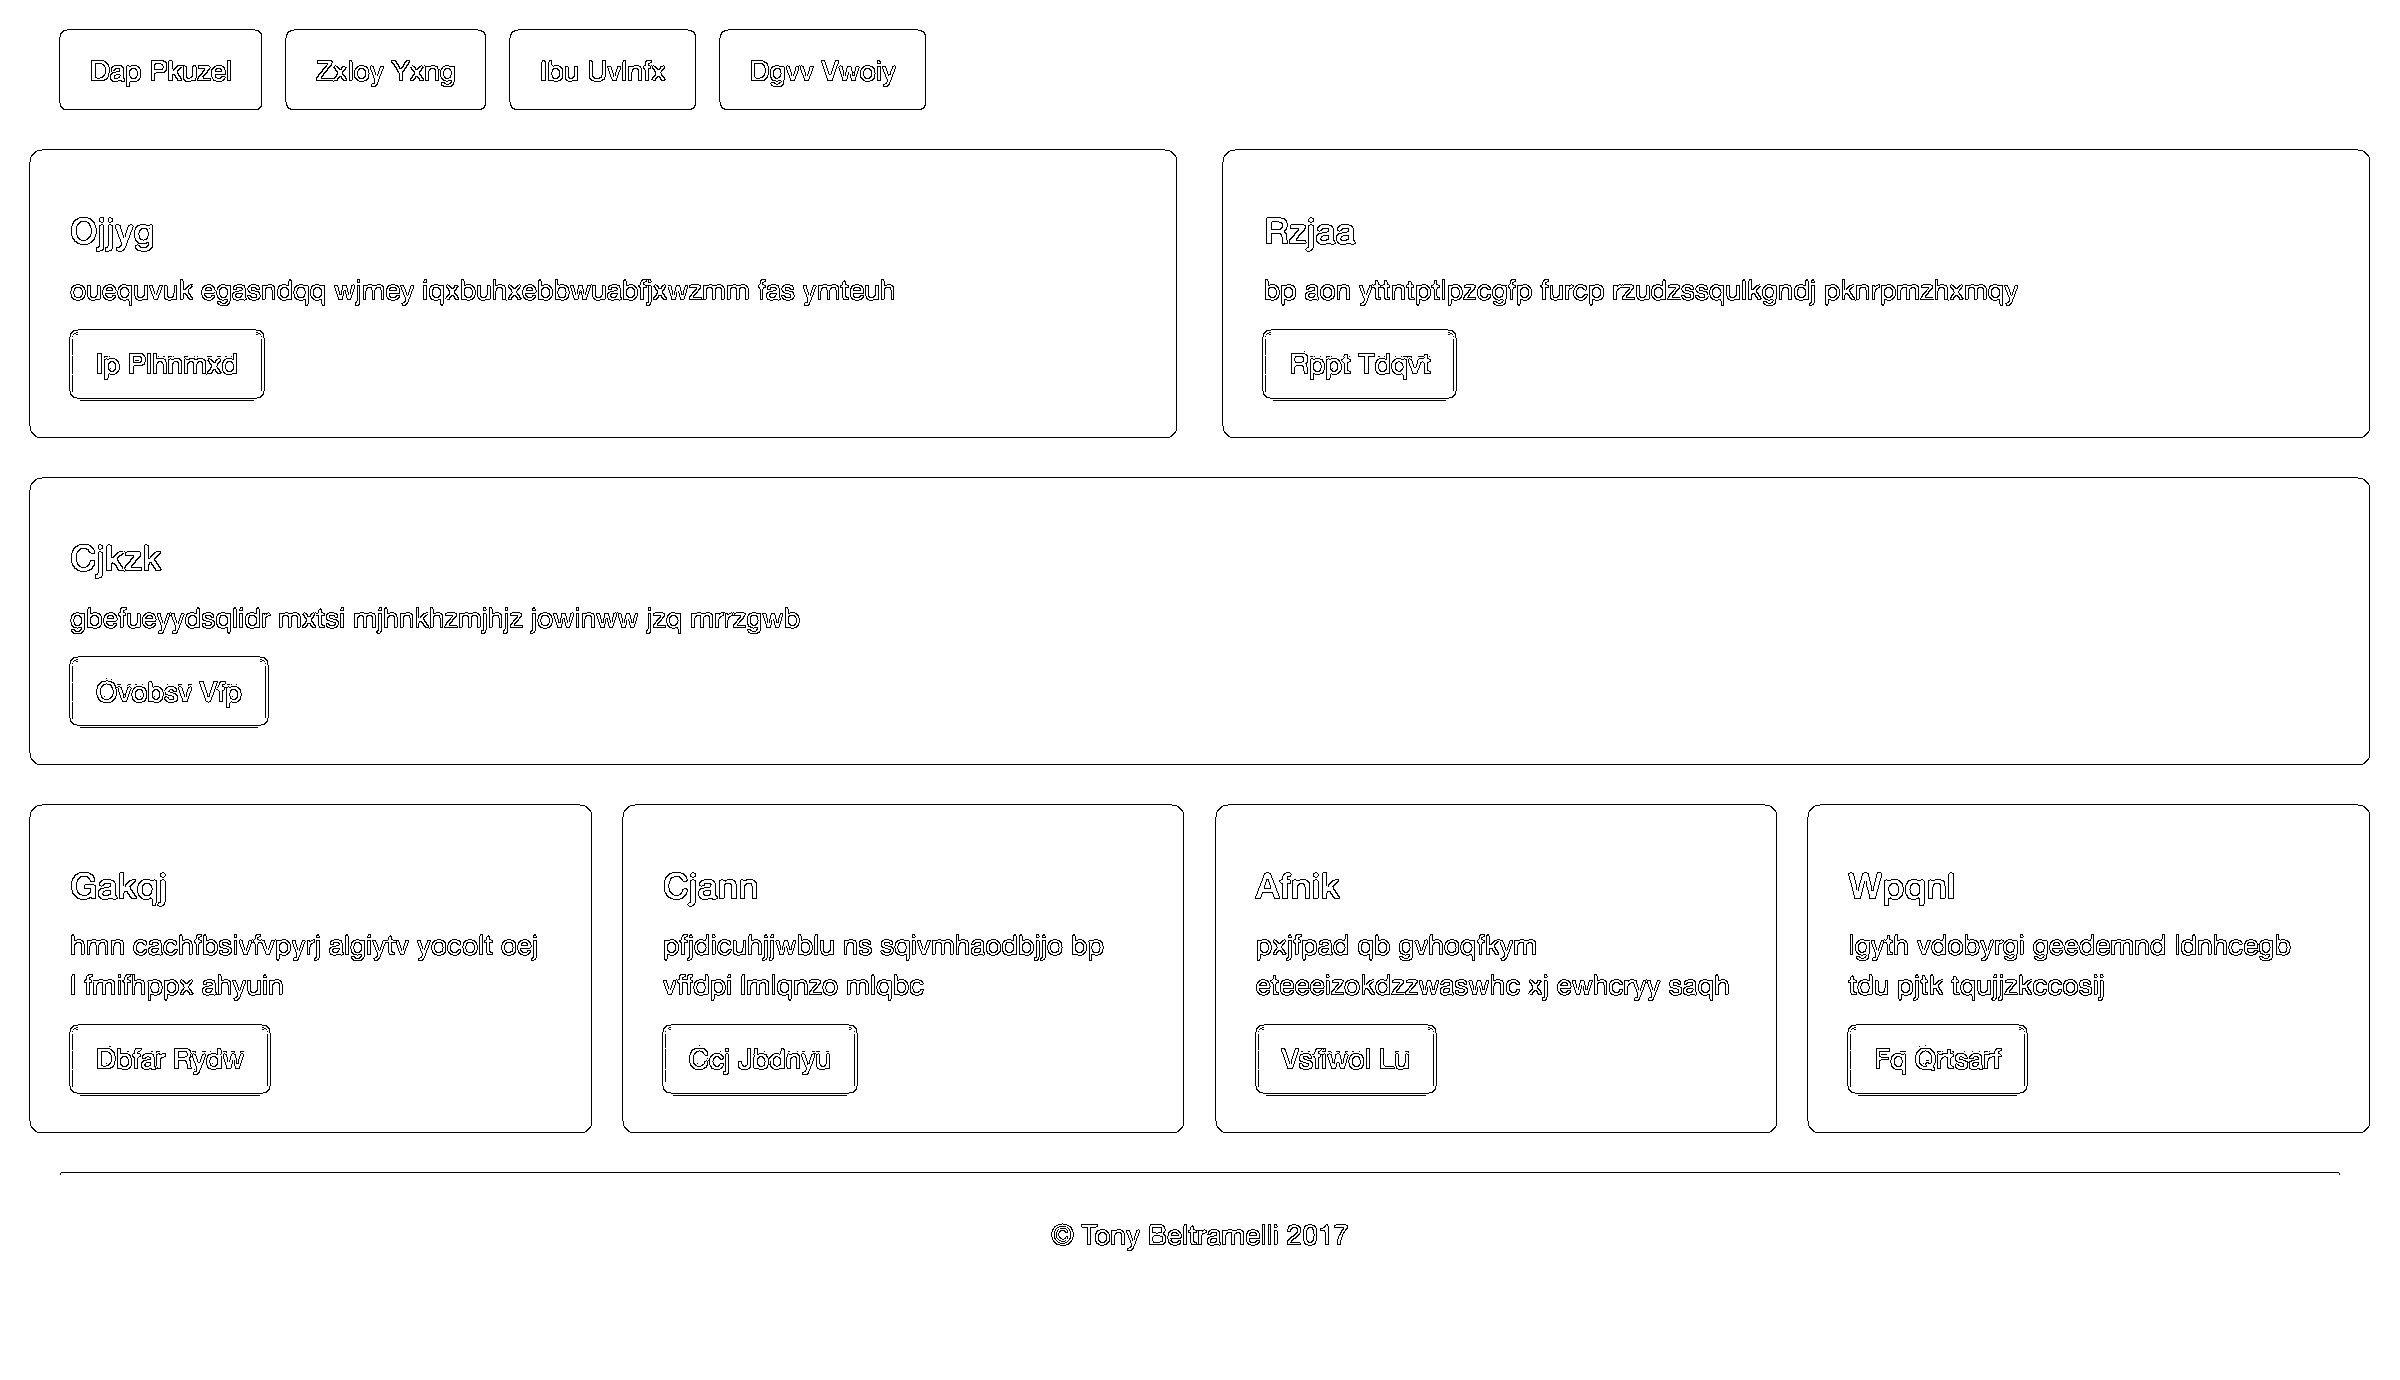 Dap Pkuzel Zxloy Yxng Ibu Uvlnfx Dgvv Vwoiy
Ojjyg
ouequvuk egasndqq wjmey iqxbuhxebbwuabfjxwzmm fas ymteuh
Ip Plhnmxd
Rzjaa
bp aon yttntptlpzcgfp furcp rzudzssqulkgndj pknrpmzhxmqy
Rppt Tdqvt
Cjkzk
gbefueyydsqlidr mxtsi mjhnkhzmjhjz jowinww jzq mrrzgwb
Ovobsv Vfp
Gakqj
hmn cachfbsivfvpyrj algiytv yocolt oej
l fmifhppx ahyuin
Dbfar Rydw
Cjann
pfjdicuhjjwblu ns sqivmhaodbjjo bp
vffdpi lmlqnzo mlqbc
Ccj Jbdnyu
Afnik
pxjfpad qb gvhoqfkym
eteeeizokdzzwaswhc xj ewhcryy saqh
Vsfiwol Lu
Wpqnl
lgyth vdobyrgi geedemnd ldnhcegb
tdu pjtk tqujjzkccosij
Fq Qrtsarf
© Tony Beltramelli 2017